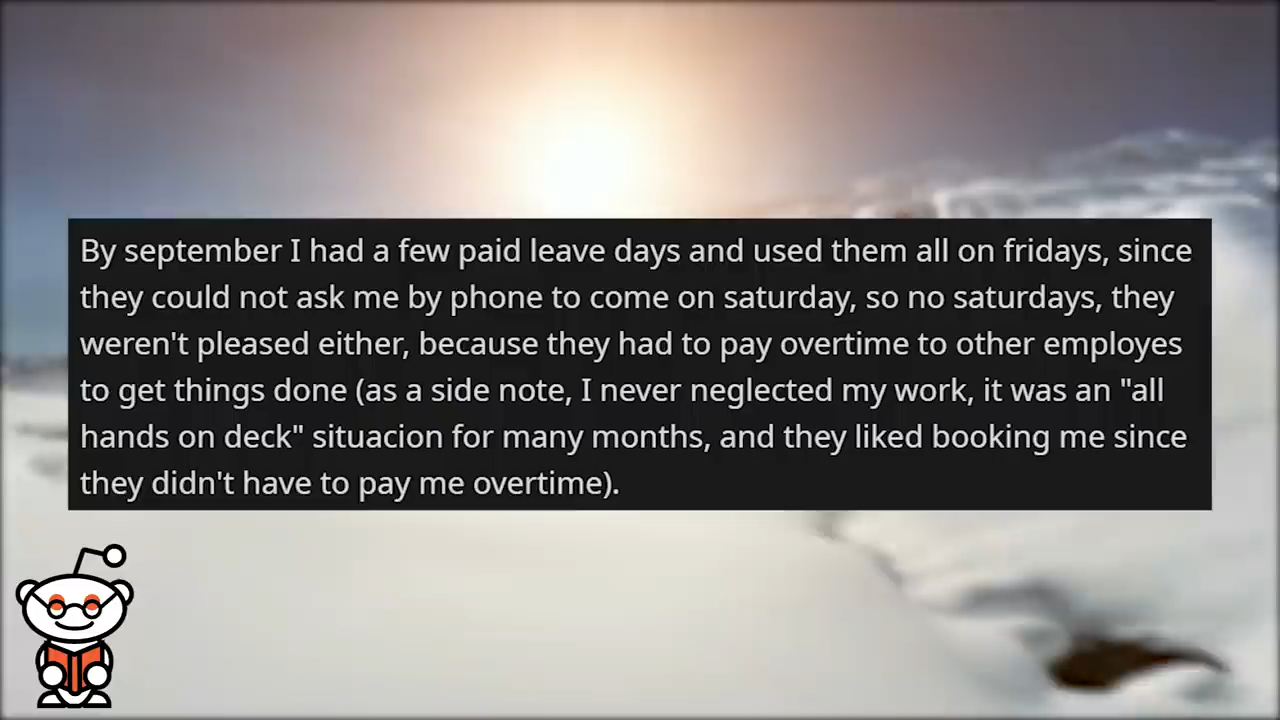 By september I had a few paid leave days and used them all on fridays, since
they could not ask me by phone to come on saturday, so no saturdays, they
weren't pleased either, because they had to pay overtime to other employes
to get things done (as a side note, I never neglected my work, it was an "all
hands on deck" situacion for many months, and they liked booking me since
they didn't have to pay me overtime).